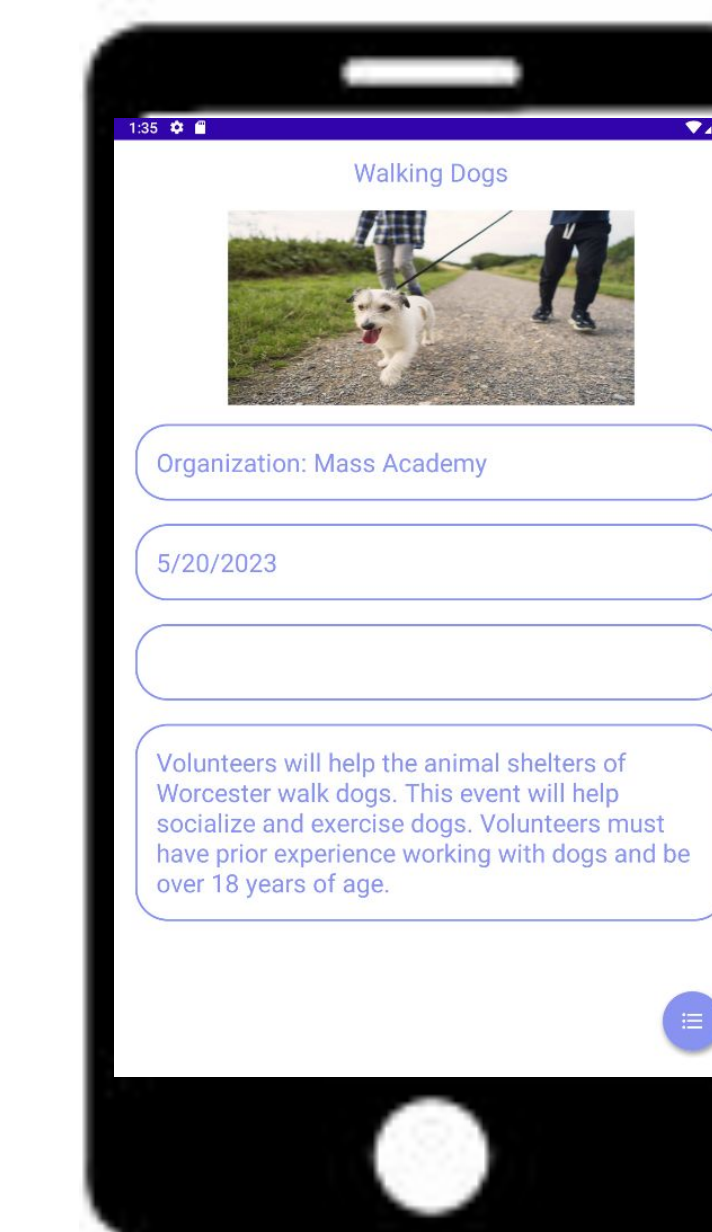 1:35
Walking Dogs
Organization: Mass Academy
5/20/2023
Volunteers will help the animal shelters of
Worcester walk dogs. This event will help
socialize and exercise dogs. Volunteers must
have prior experience working with dogs and be
over 18 years of age.